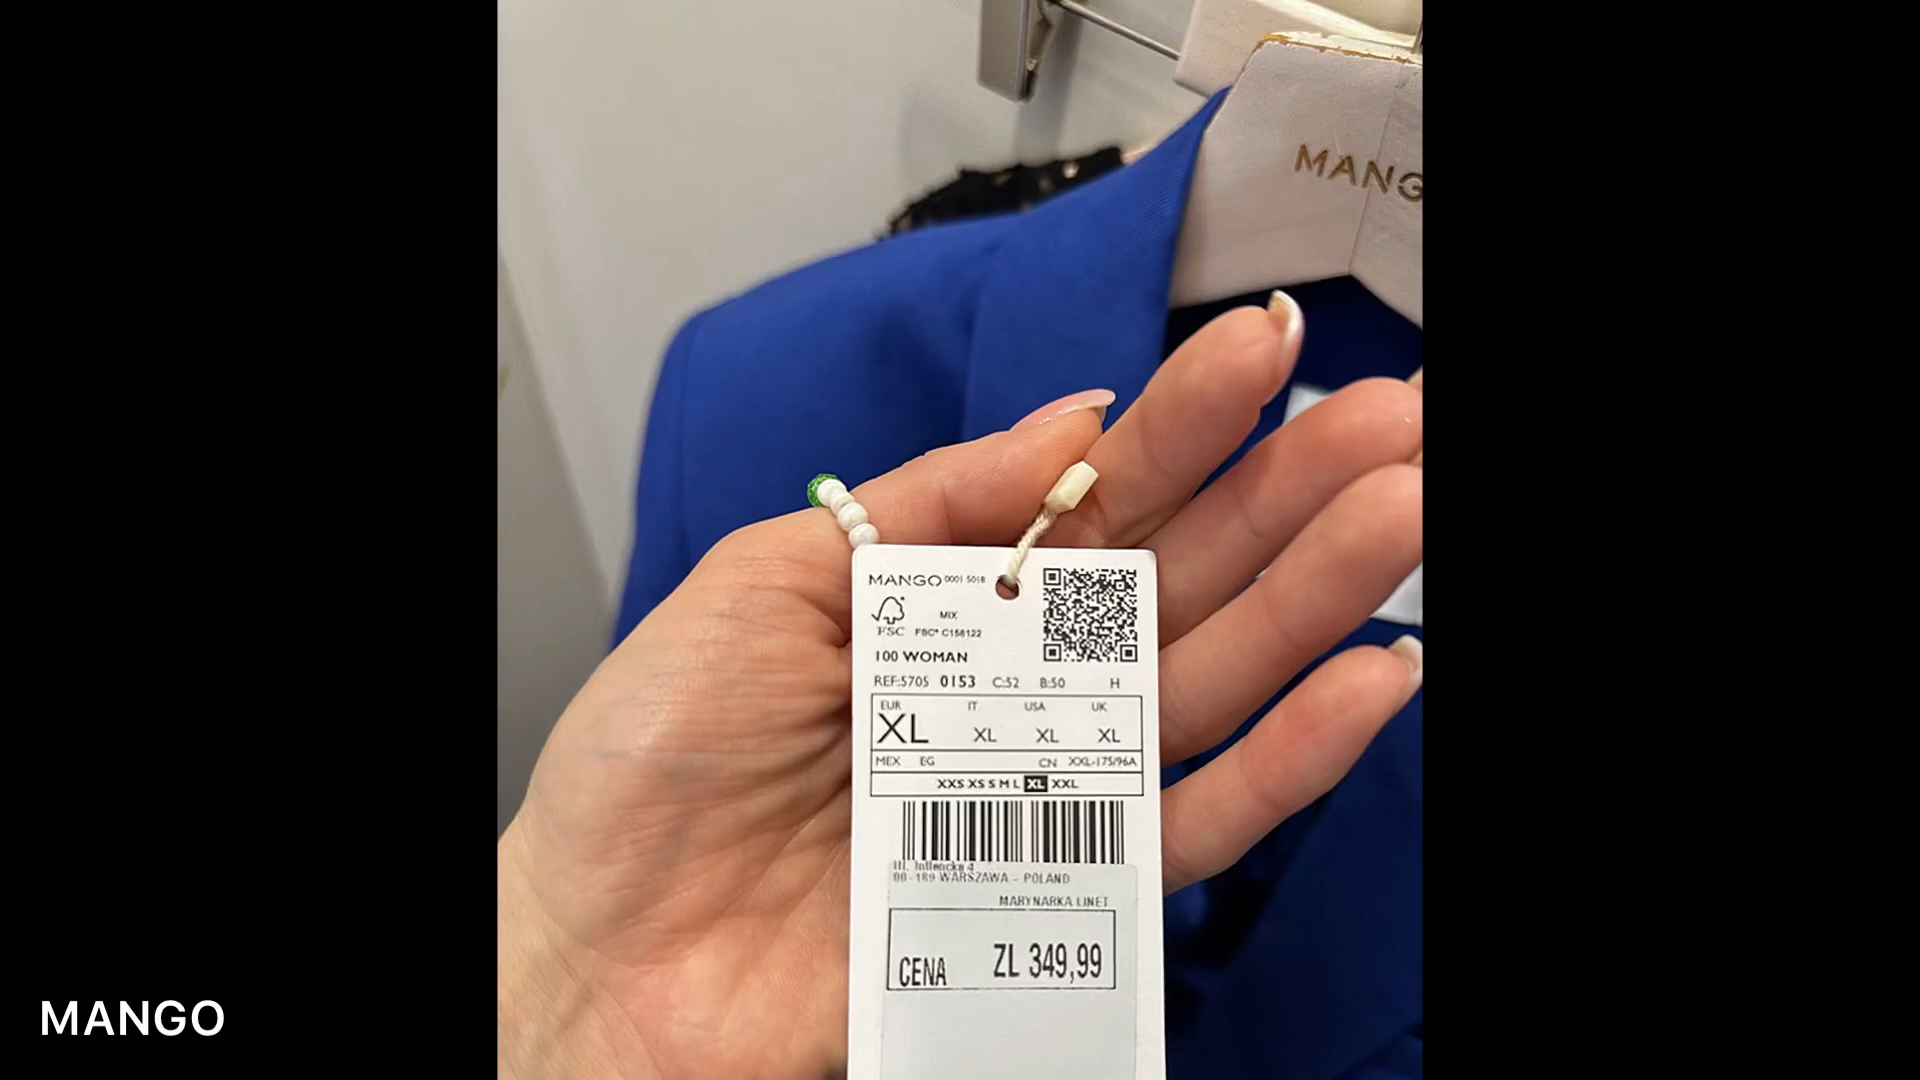 MANGO
MANGO 0001 5018
MIX
FSC FSC® C158122
100 WOMAN
REF:5705 0153 C:52 B:50 H
EUR IT USA UK
XL XL XL XL
MEX EG CN XXL-175/96A
XXS XS S M L XL XXL
00-189 WARSZAWA – POLAND
MARYNARKA LINET
CENA ZL 349,99
MANGO